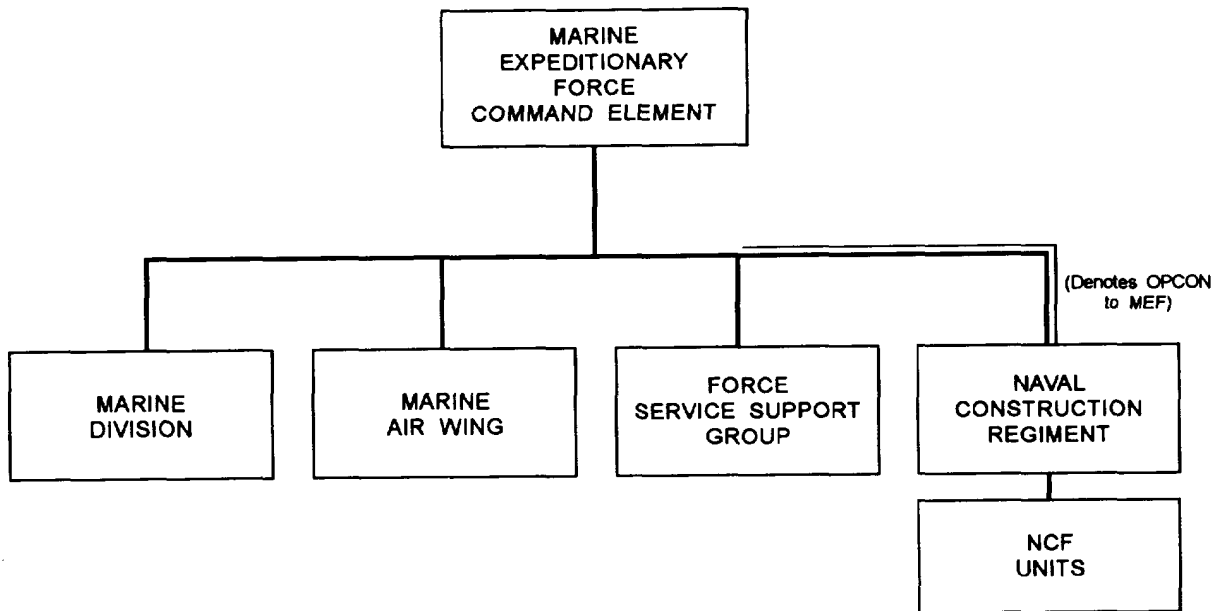 MARINE
EXPEDITIONARY
FORCE
COMMAND ELEMENT
(Denotes OPCON
to MEF)
MARINE
DIVISION
MARINE
AIR WING
FORCE
SERVICE SUPPORT
GROUP
NAVAL
CONSTRUCTION
REGIMENT
NCF
UNITS